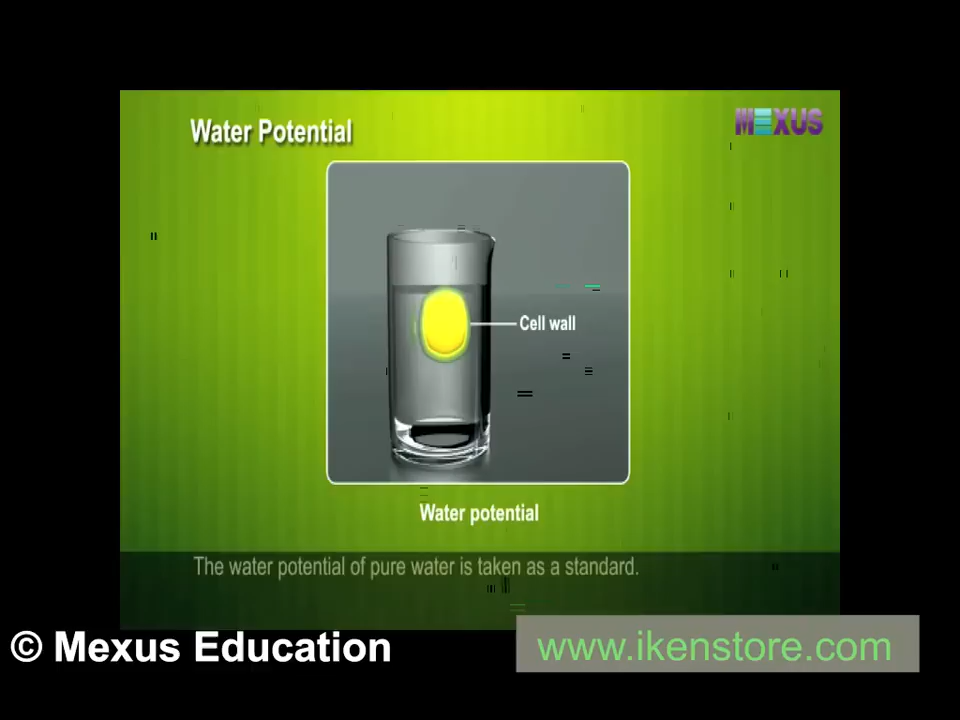 Water Potential
MEXUS
Cell wall
Water potential
The water potential of pure water is taken as a standard.
© Mexus Education
www.ikenstore.com